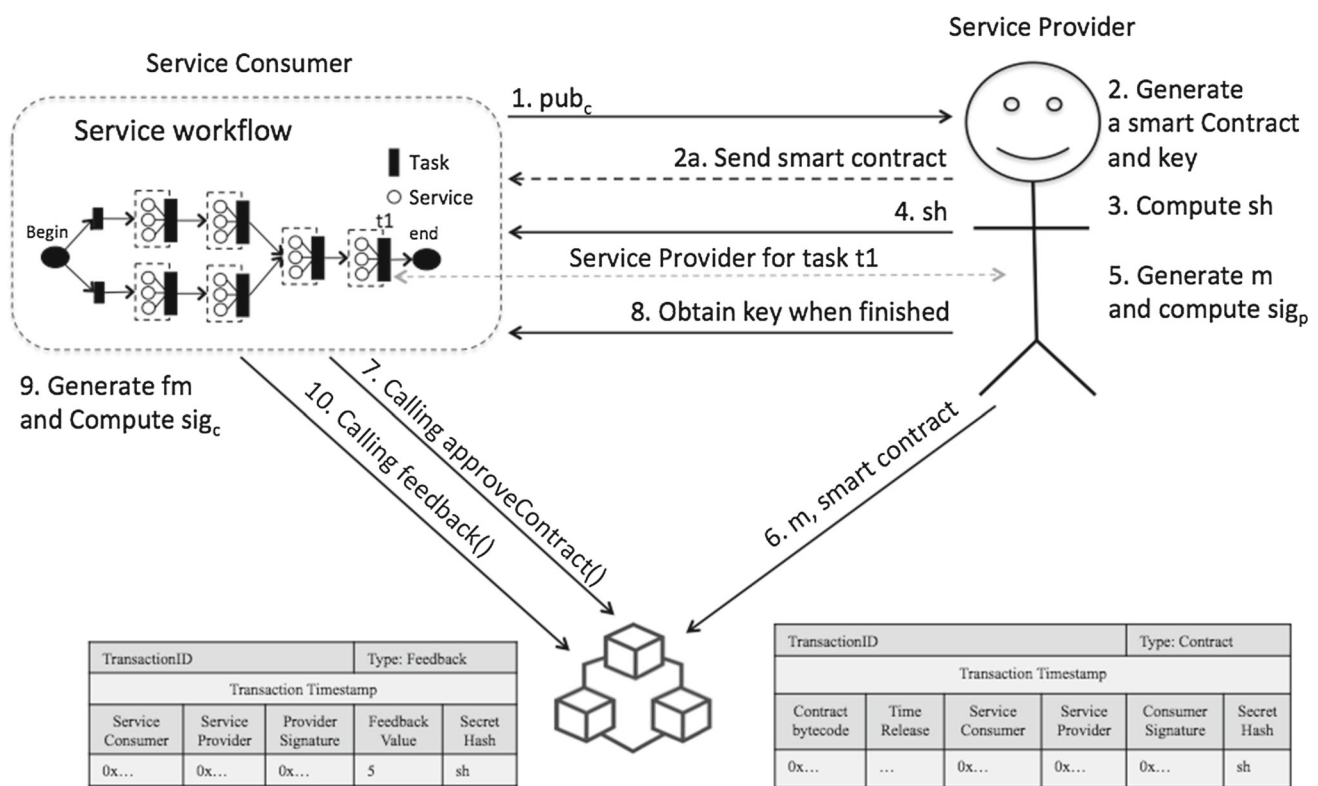 Service Provider
Service Consumer
1. pub_c
2. Generate
a smart Contract
and key
Service workflow
2a. Send smart contract
Task
Service
4. sh
3. Compute sh
t1
Begin
end
Service Provider for task t1
5. Generate m
and compute sig_p
8. Obtain key when finished
9. Generate fm
and Compute sig_c
7. Calling approveContract()
10. Calling feedback()
6. m, smart contract
TransactionID Type: Feedback
Transaction Timestamp
Service Consumer Service Provider Provider Signature Feedback Value Secret Hash
0x... 0x... 0x... 5 sh
TransactionID Type: Contract
Transaction Timestamp
Contract bytecode Time Release Service Consumer Service Provider Consumer Signature Secret Hash
0x... ... 0x... 0x... 0x... sh